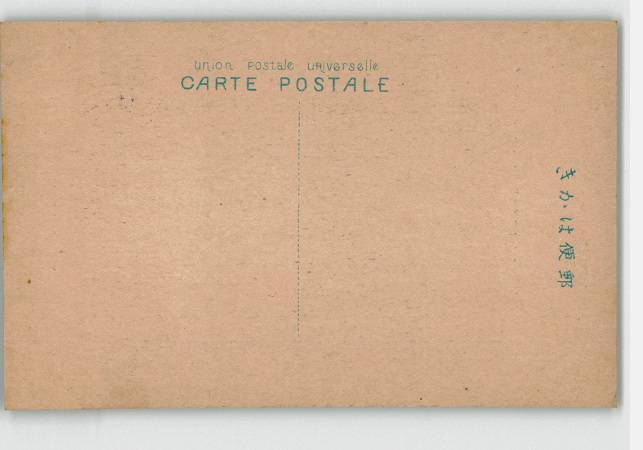 union postale universelle
CARTE POSTALE
きかは便郵